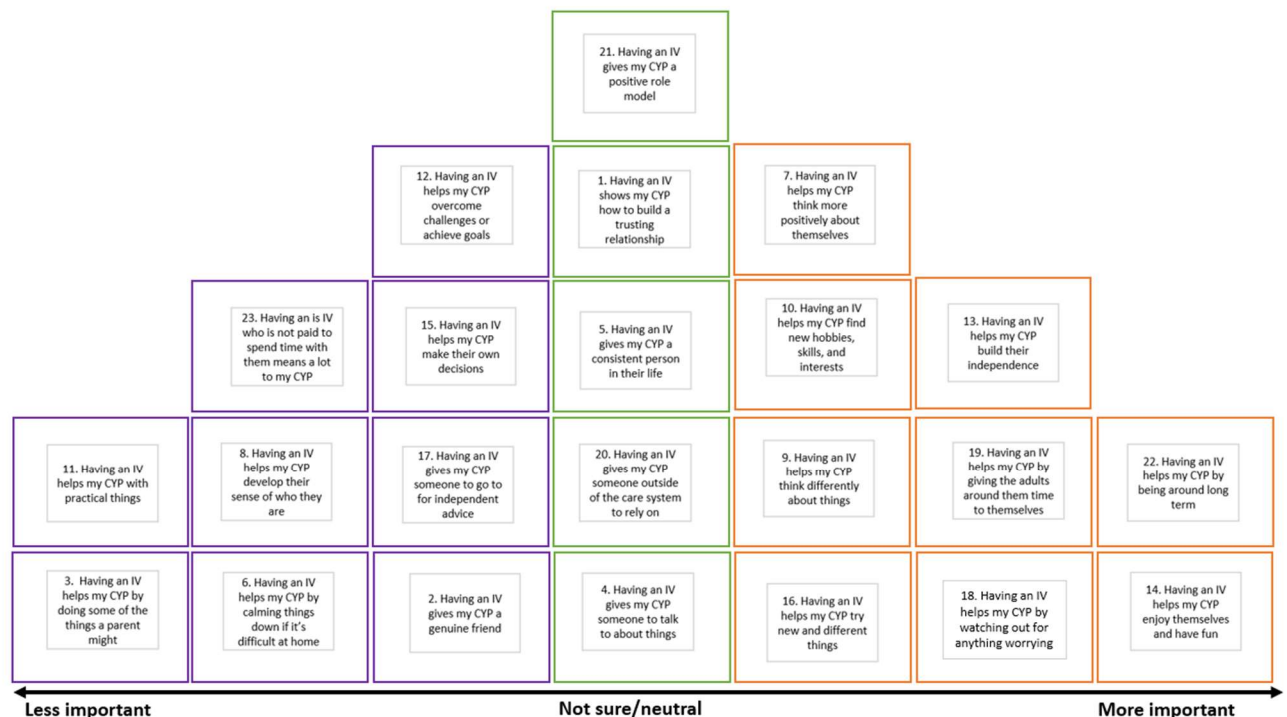 21. Having an IV
gives my CYP a
positive role
model
12. Having an IV
helps my CYP
overcome
challenges or
achieve goals
1. Having an IV
shows my CYP
how to build a
trusting
relationship
7. Having an IV
helps my CYP
think more
positively about
themselves
23. Having an is IV
who is not paid to
spend time with
them means a lot
to my CYP
15. Having an IV
helps my CYP
make their own
decisions
5. Having an IV
gives my CYP a
consistent person
in their life
10. Having an IV
helps my CYP find
new hobbies,
skills, and
interests
13. Having an IV
helps my CYP
build their
independence
11. Having an IV
helps my CYP with
practical things
8. Having an IV
helps my CYP
develop their
sense of who they
are
17. Having an IV
gives my CYP
someone to go to
for independent
advice
20. Having an IV
gives my CYP
someone outside
of the care system
to rely on
9. Having an IV
helps my CYP
think differently
about things
19. Having an IV
helps my CYP by
giving the adults
around them time
to themselves
22. Having an IV
helps my CYP by
being around long
term
3. Having an IV
helps my CYP by
doing some of the
things a parent
might
6. Having an IV
helps my CYP by
calming things
down if it's
difficult at home
2. Having an IV
gives my CYP a
genuine friend
4. Having an IV
gives my CYP
someone to talk
to about things
16. Having an IV
helps my CYP try
new and different
things
18. Having an IV
helps my CYP by
watching out for
anything worrying
14. Having an IV
helps my CYP
enjoy themselves
and have fun
Less important
Not sure/neutral
More important